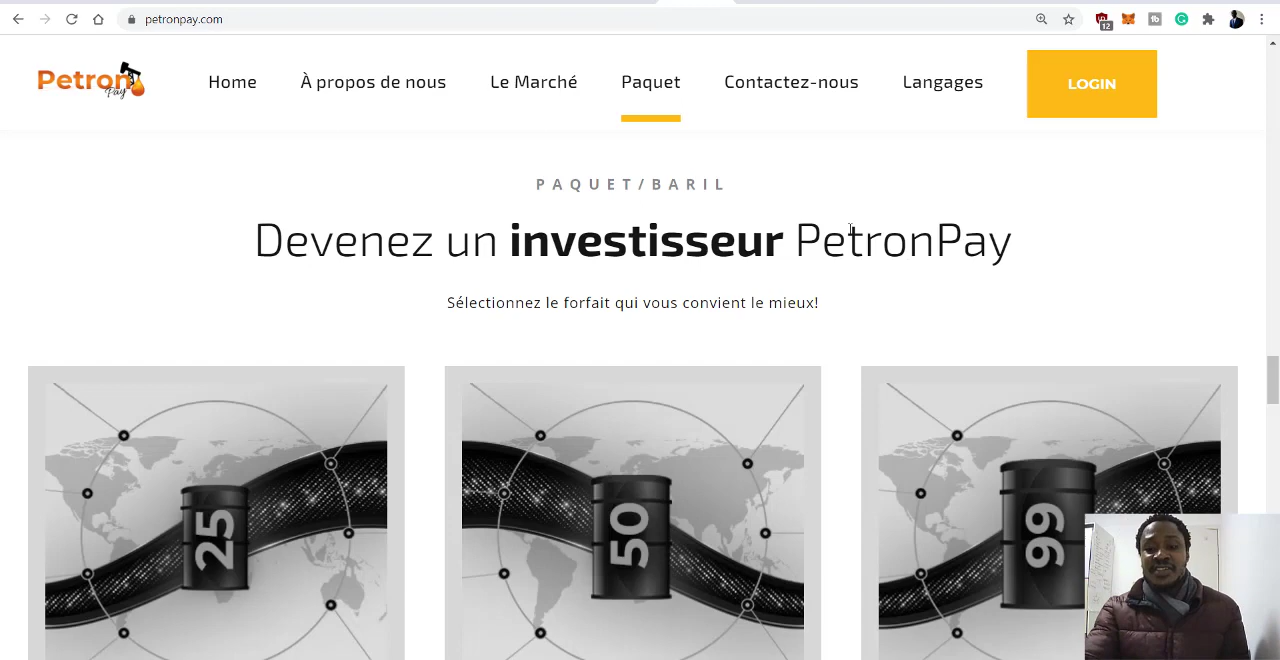 petronpay.com
12
Petron
Pay
Home
À propos de nous
Le Marché
Paquet
Contactez-nous
Langages
LOGIN
PAQUET/BARIL
Devenez un investisseur PetronPay
Sélectionnez le forfait qui vous convient le mieux!
25
50
99